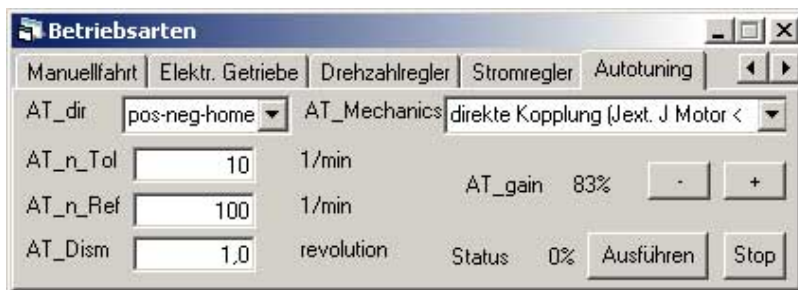 Betriebsarten
Manuellfahrt Elektr. Getriebe Drehzahlregler Stromregler Autotuning
AT_dir pos-neg-home AT_Mechanics direkte Kopplung (Jext. J Motor <
AT_n_Tol 10 1/min
AT_gain 83% - +
AT_n_Ref 100 1/min
AT_Dism 1,0 revolution Status 0% Ausführen Stop